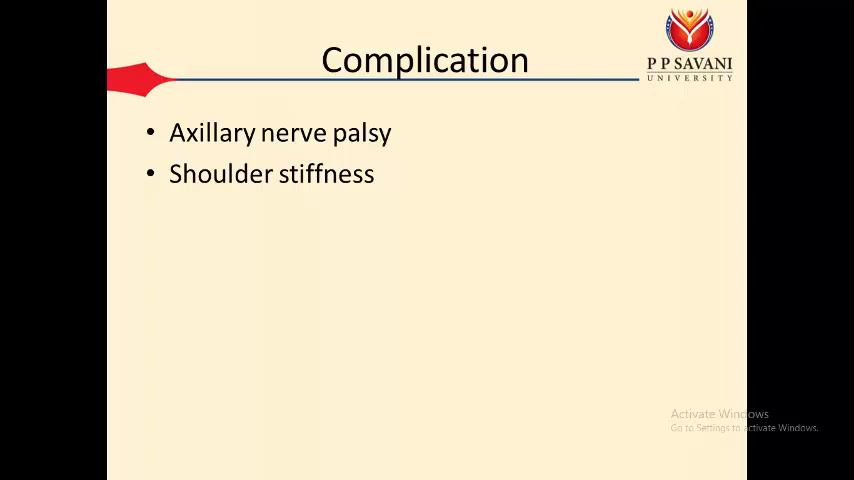 Complication
P P SAVANI
UNIVERSITY
• Axillary nerve palsy
• Shoulder stiffness
Activate Windows
Go to Settings to activate Windows.